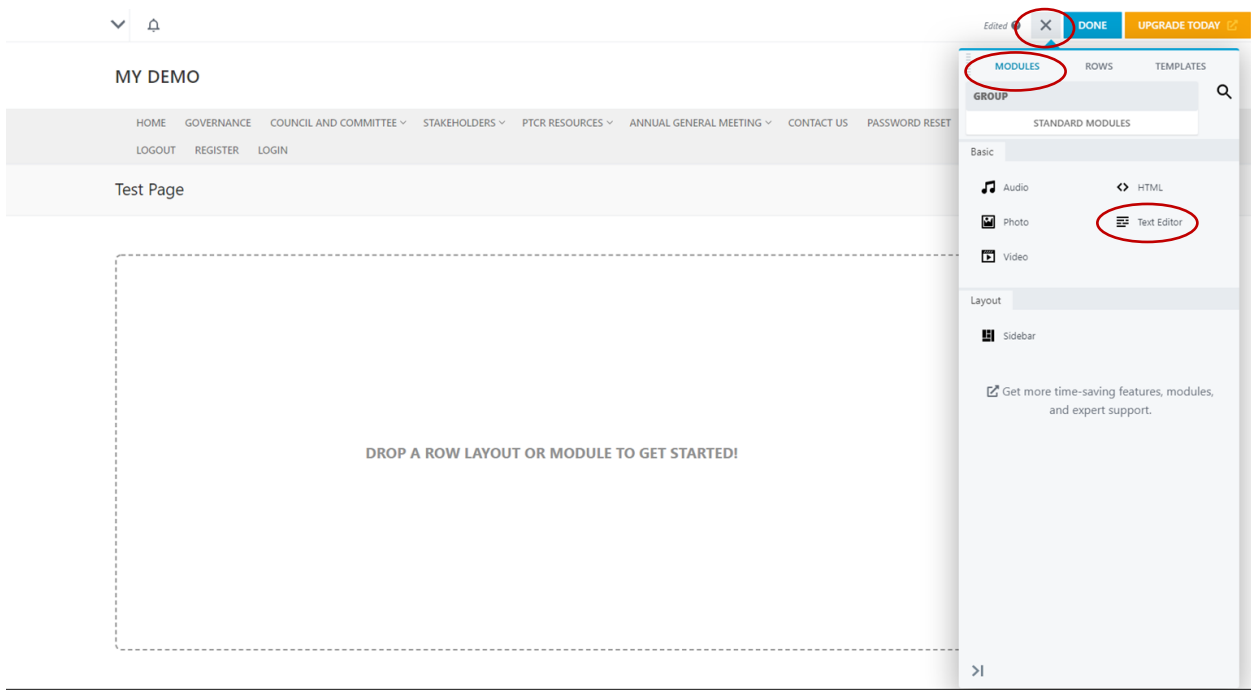 Edited
DONE
UPGRADE TODAY
MY DEMO
MODULES ROWS TEMPLATES
GROUP
STANDARD MODULES
HOME GOVERNANCE COUNCIL AND COMMITTEE STAKEHOLDERS PTCR RESOURCES ANNUAL GENERAL MEETING CONTACT US PASSWORD RESET
LOGOUT REGISTER LOGIN
Test Page
Basic
Audio HTML
Photo Text Editor
Video
Layout
Sidebar
Get more time-saving features, modules,
and expert support.
DROP A ROW LAYOUT OR MODULE TO GET STARTED!